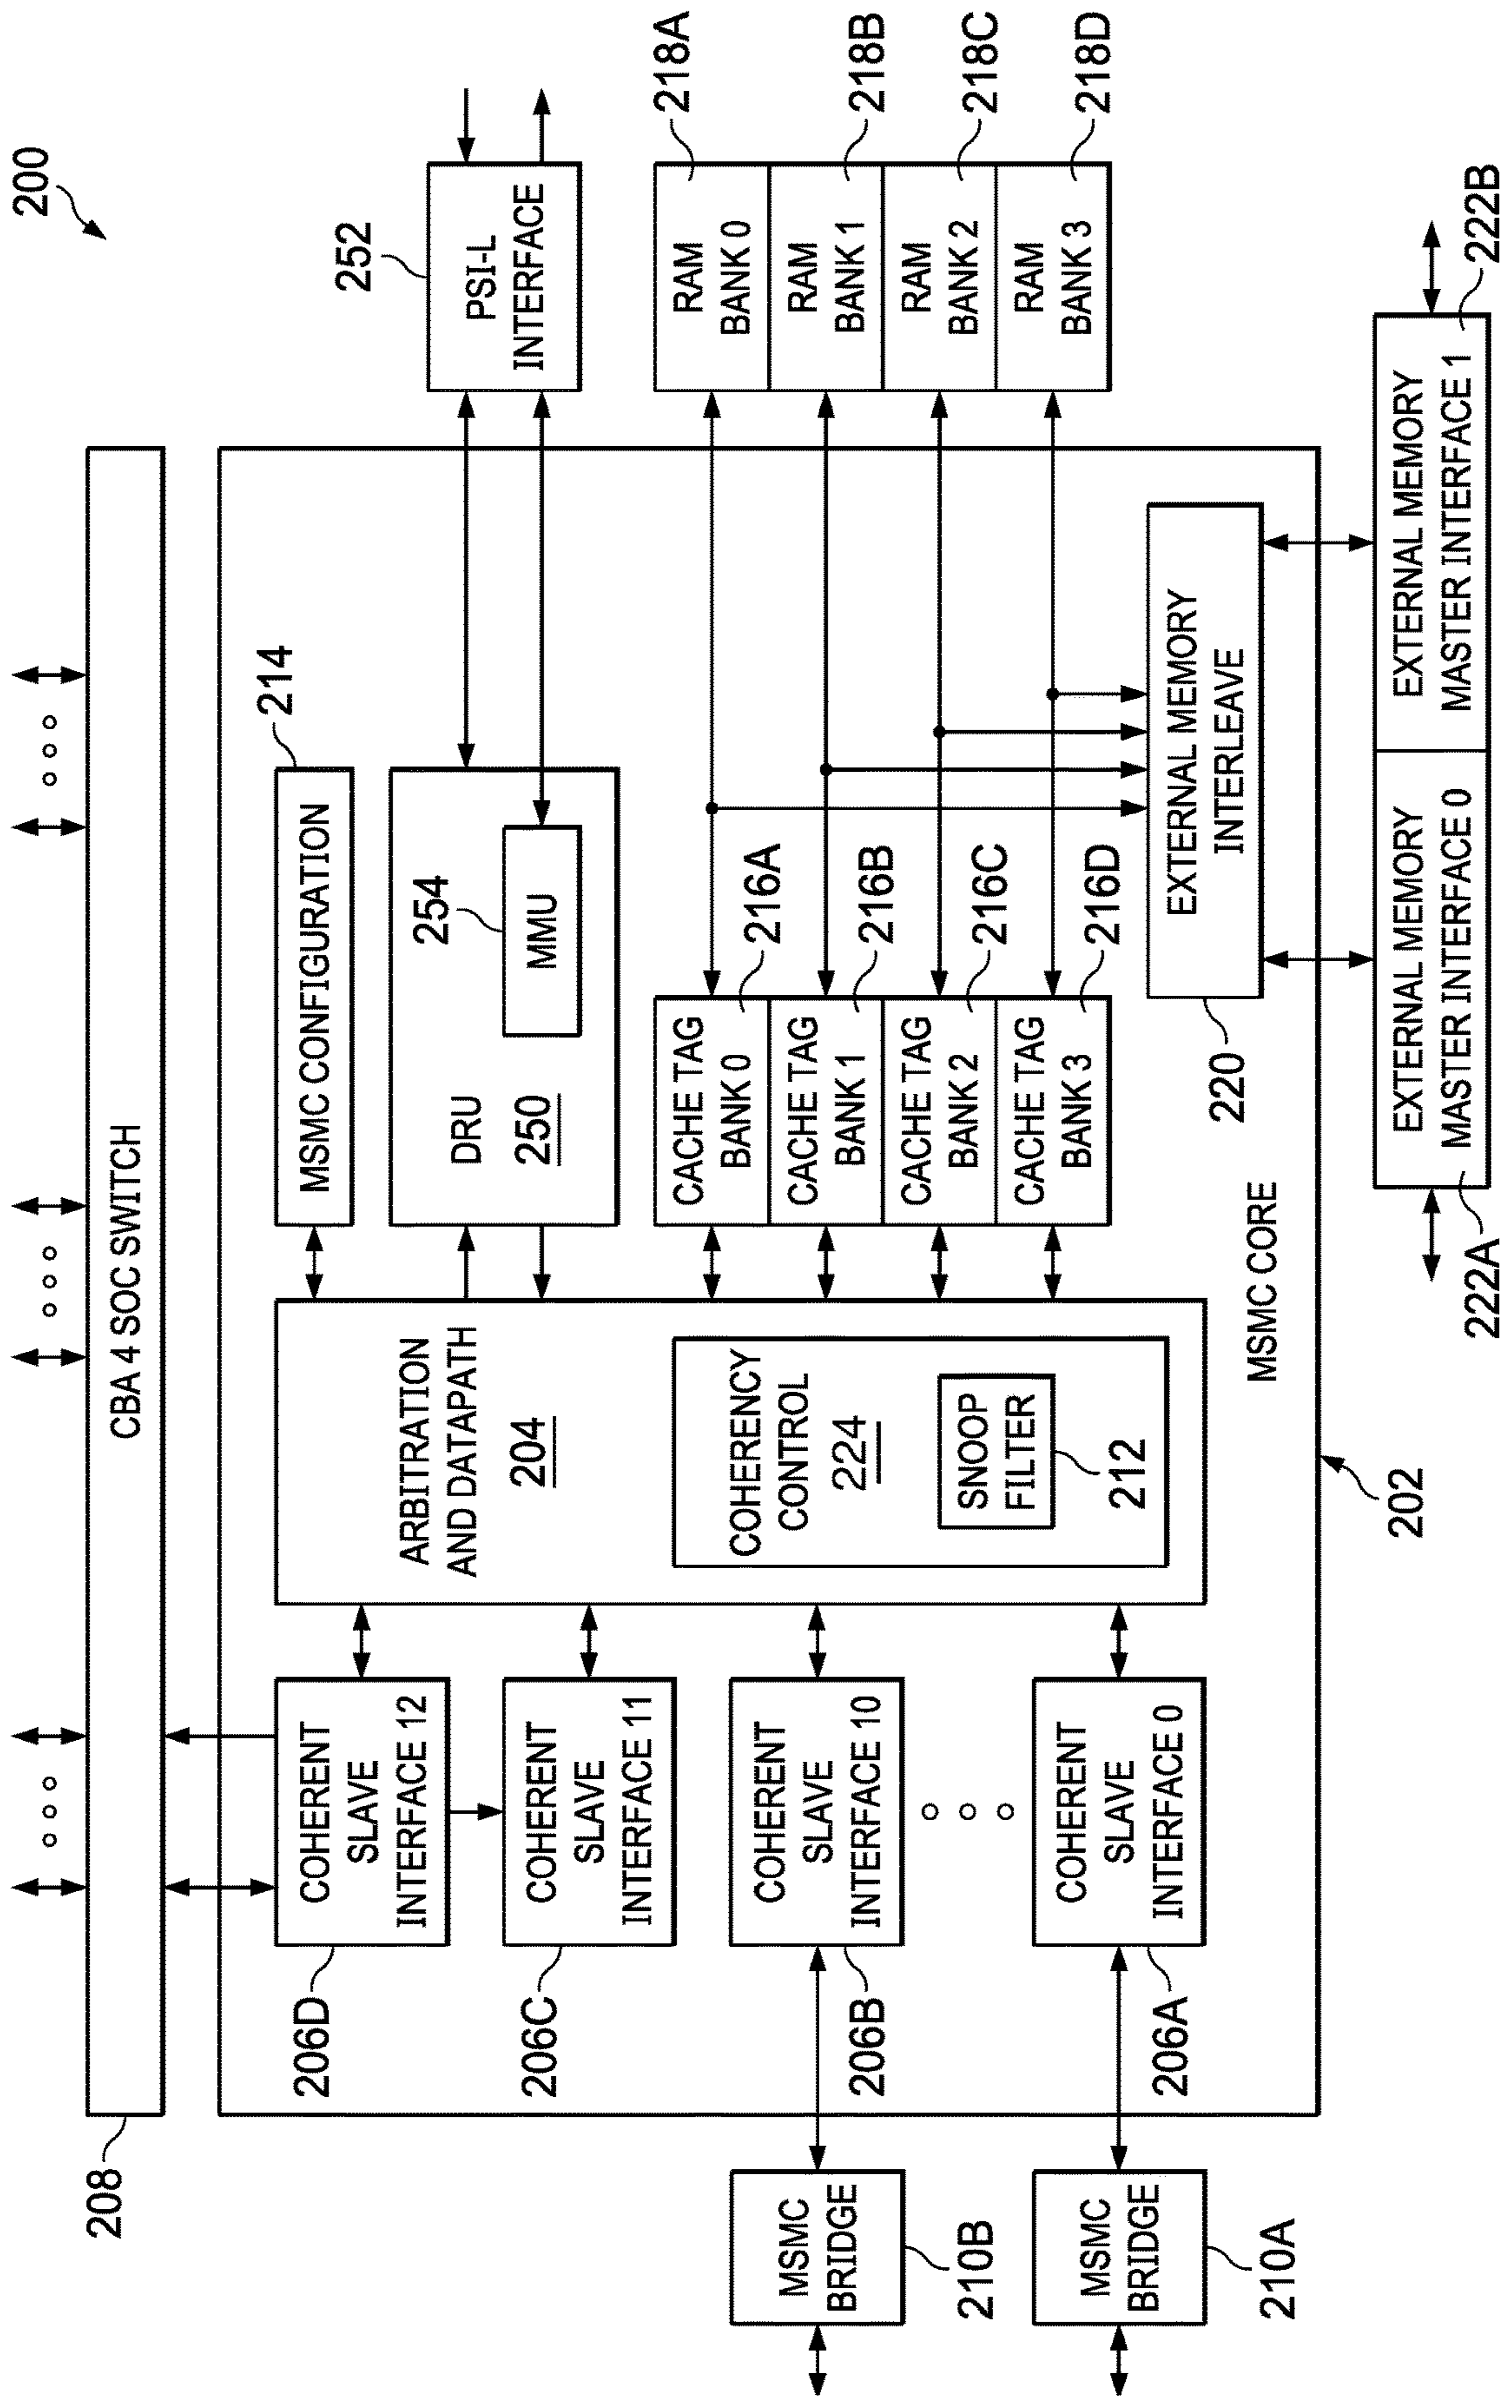 200
208
CBA 4 SOC SWITCH
210B
MSMC
BRIDGE
210A
MSMC
BRIDGE
206D
COHERENT
SLAVE
INTERFACE 12
206C
COHERENT
SLAVE
INTERFACE 11
206B
COHERENT
SLAVE
INTERFACE 10
206A
COHERENT
SLAVE
INTERFACE 0
ARBITRATION
AND DATAPATH
204
COHERENCY
CONTROL
224
SNOOP
FILTER
212
MSMC CONFIGURATION
214
DRU
250
254
MMU
252
PSI-L
INTERFACE
CACHE TAG
BANK 0
216A
CACHE TAG
BANK 1
216B
CACHE TAG
BANK 2
216C
CACHE TAG
BANK 3
216D
RAM
BANK 0
218A
RAM
BANK 1
218B
RAM
BANK 2
218C
RAM
BANK 3
218D
220
EXTERNAL MEMORY
INTERLEAVE
MSMC CORE
202
222A
EXTERNAL MEMORY
MASTER INTERFACE 0
EXTERNAL MEMORY
MASTER INTERFACE 1
222B